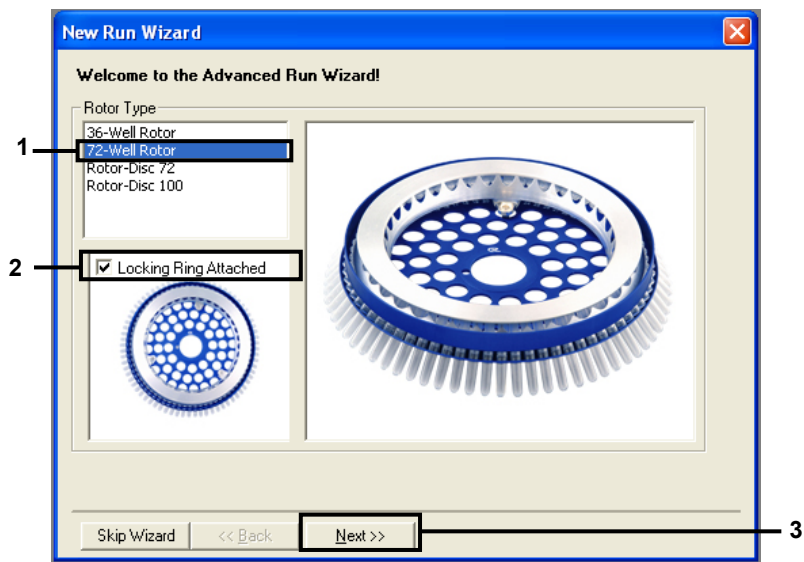 New Run Wizard
Welcome to the Advanced Run Wizard!
Rotor Type
36-Well Rotor
1
72-Well Rotor
Rotor-Disc 72
Rotor-Disc 100
2
Locking Ring Attached
Skip Wizard
<< Back
Next >>
3